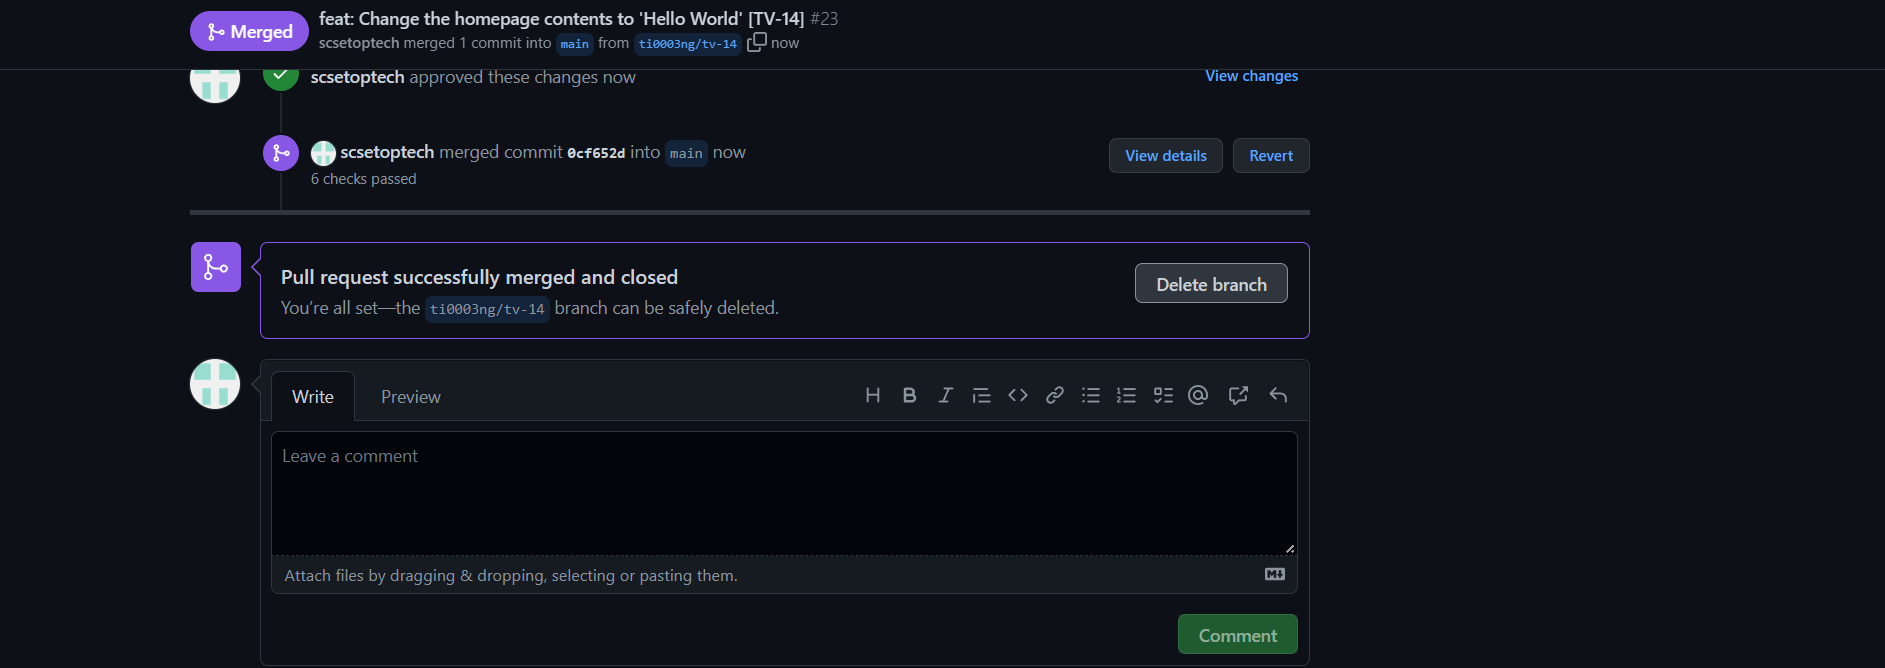 Merged
feat: Change the homepage contents to 'Hello World' [TV-14] #23
scsetoptech merged 1 commit into main from ti0003ng/tv-14 now
scsetoptech approved these changes now
View changes
scsetoptech merged commit 0cf652d into main now
6 checks passed
View details
Revert
Pull request successfully merged and closed
You're all set—the ti0003ng/tv-14 branch can be safely deleted.
Delete branch
Write
Preview
Leave a comment
Attach files by dragging & dropping, selecting or pasting them.
Comment